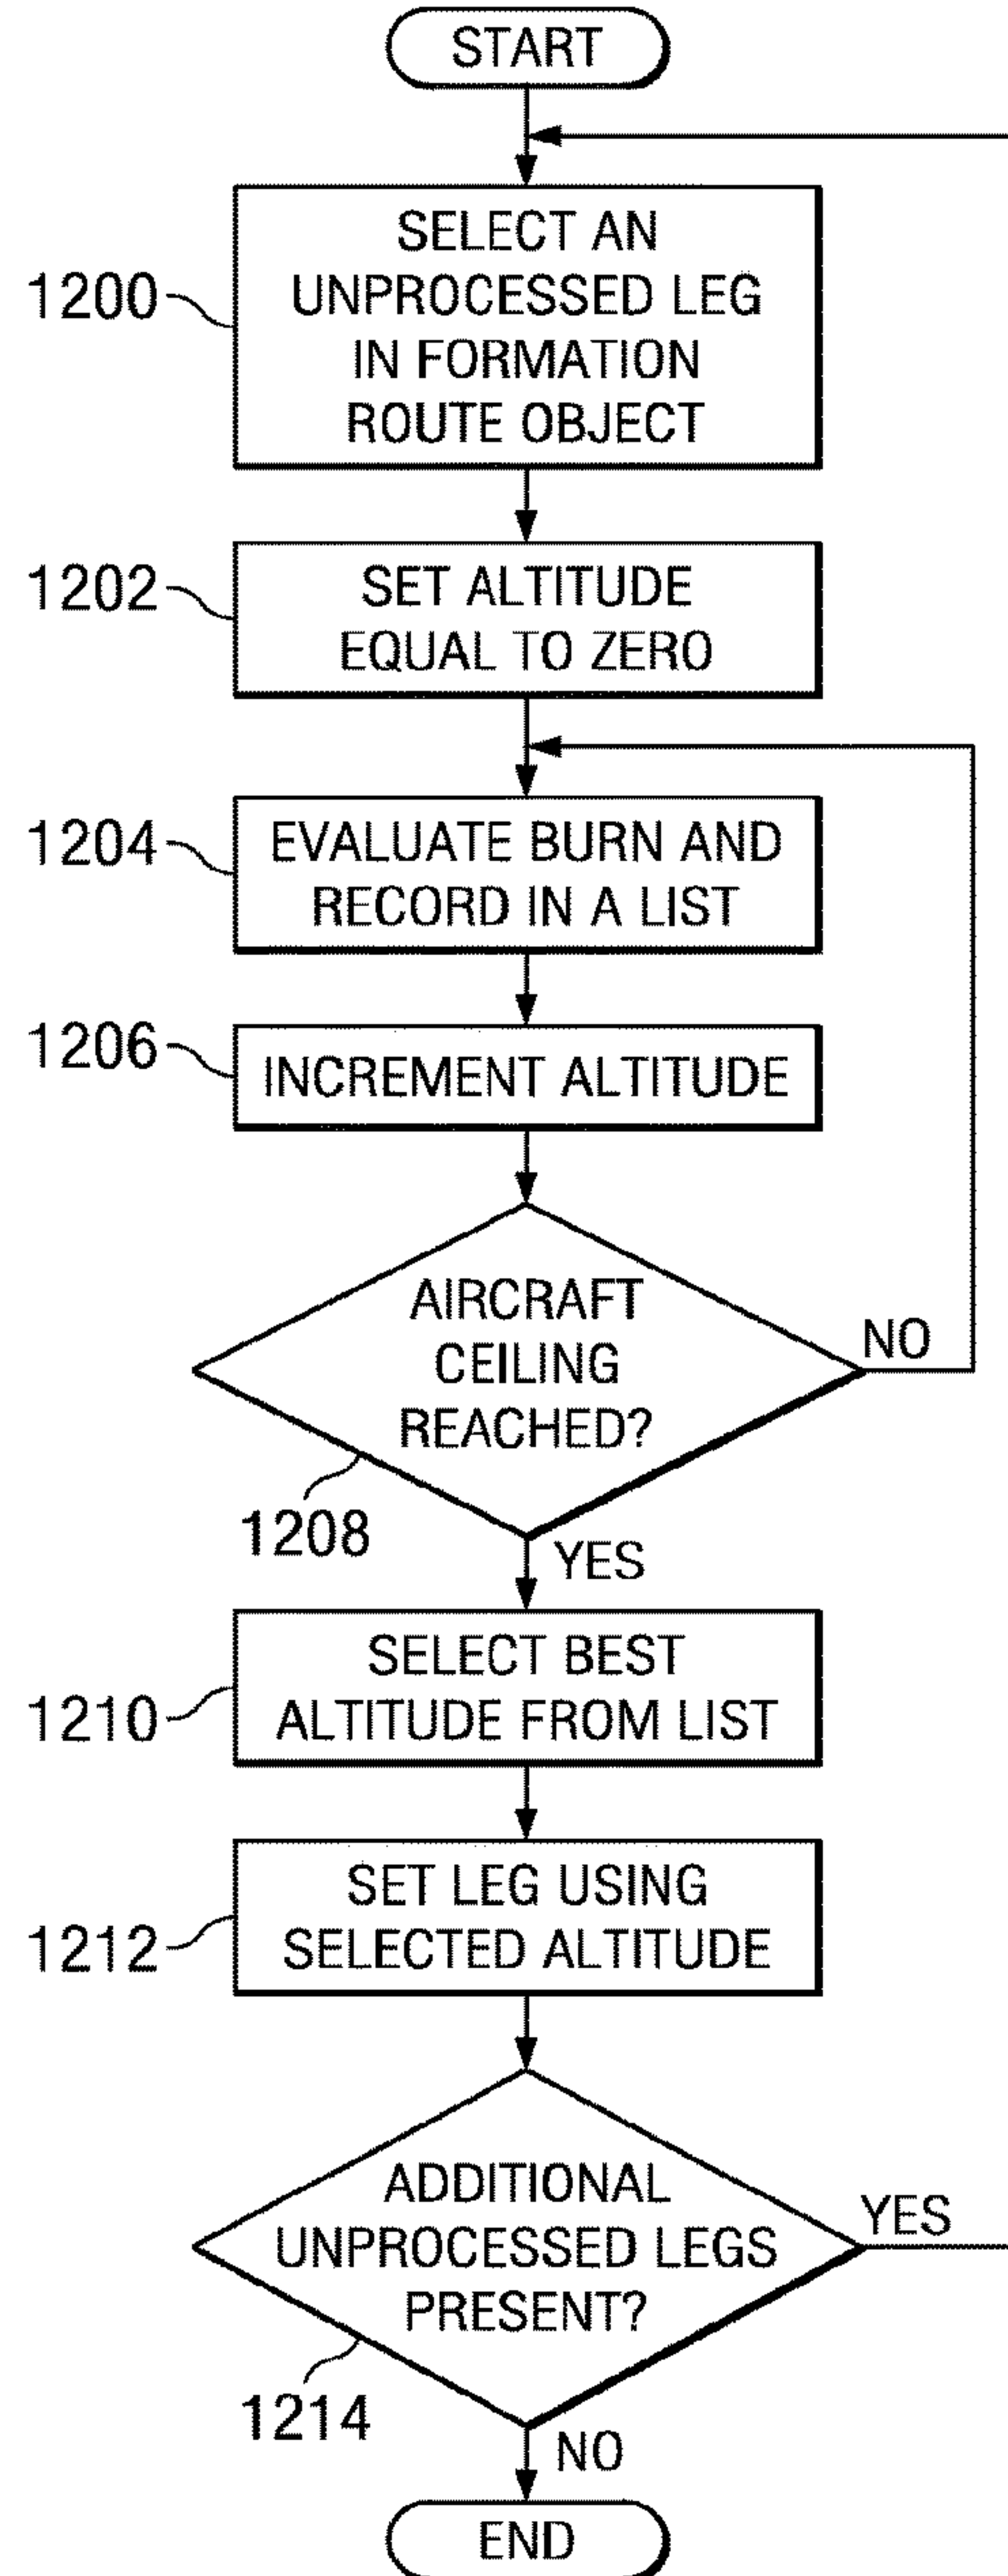 START
1200
SELECT AN
UNPROCESSED LEG
IN FORMATION
ROUTE OBJECT
1202
SET ALTITUDE
EQUAL TO ZERO
1204
EVALUATE BURN AND
RECORD IN A LIST
1206
INCREMENT ALTITUDE
AIRCRAFT
CEILING
REACHED?
NO
1208
YES
1210
SELECT BEST
ALTITUDE FROM LIST
1212
SET LEG USING
SELECTED ALTITUDE
ADDITIONAL
UNPROCESSED LEGS
PRESENT?
YES
1214
NO
END